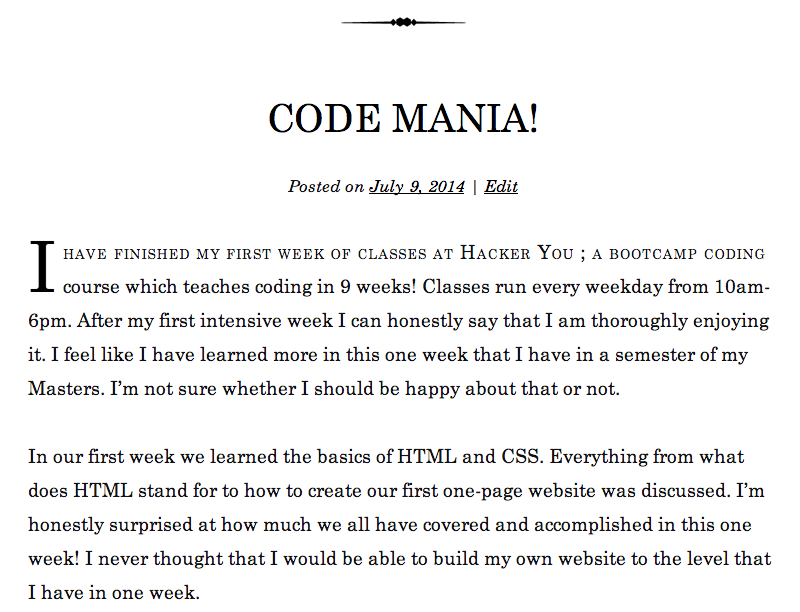 CODE MANIA!
Posted on July 9, 2014 | Edit
I have finished my first week of classes at Hacker You ; a bootcamp coding
course which teaches coding in 9 weeks! Classes run every weekday from 10am-
6pm. After my first intensive week I can honestly say that I am thoroughly enjoying
it. I feel like I have learned more in this one week that I have in a semester of my
Masters. I’m not sure whether I should be happy about that or not.
In our first week we learned the basics of HTML and CSS. Everything from what
does HTML stand for to how to create our first one-page website was discussed. I’m
honestly surprised at how much we all have covered and accomplished in this one
week! I never thought that I would be able to build my own website to the level that
I have in one week.